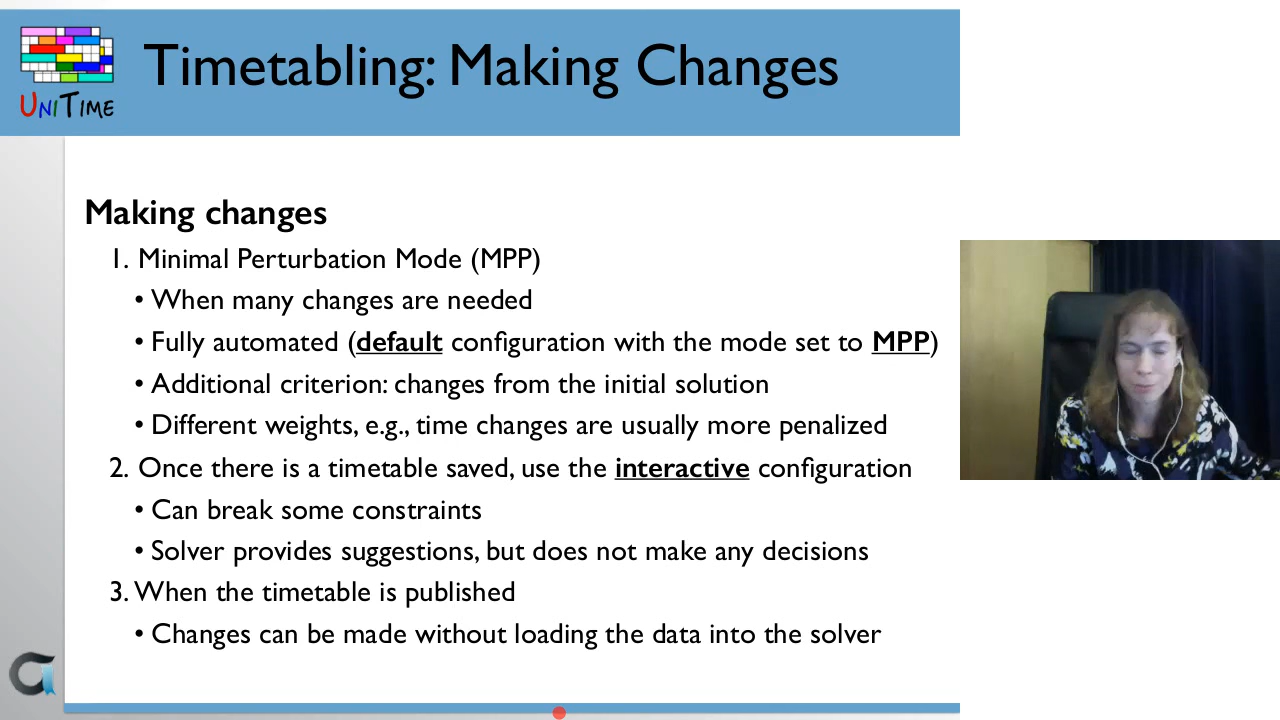 UNITIME
Timetabling: Making Changes
Making changes
1. Minimal Perturbation Mode (MPP)
• When many changes are needed
• Fully automated (default configuration with the mode set to MPP)
• Additional criterion: changes from the initial solution
• Different weights, e.g., time changes are usually more penalized
2. Once there is a timetable saved, use the interactive configuration
• Can break some constraints
• Solver provides suggestions, but does not make any decisions
3. When the timetable is published
• Changes can be made without loading the data into the solver